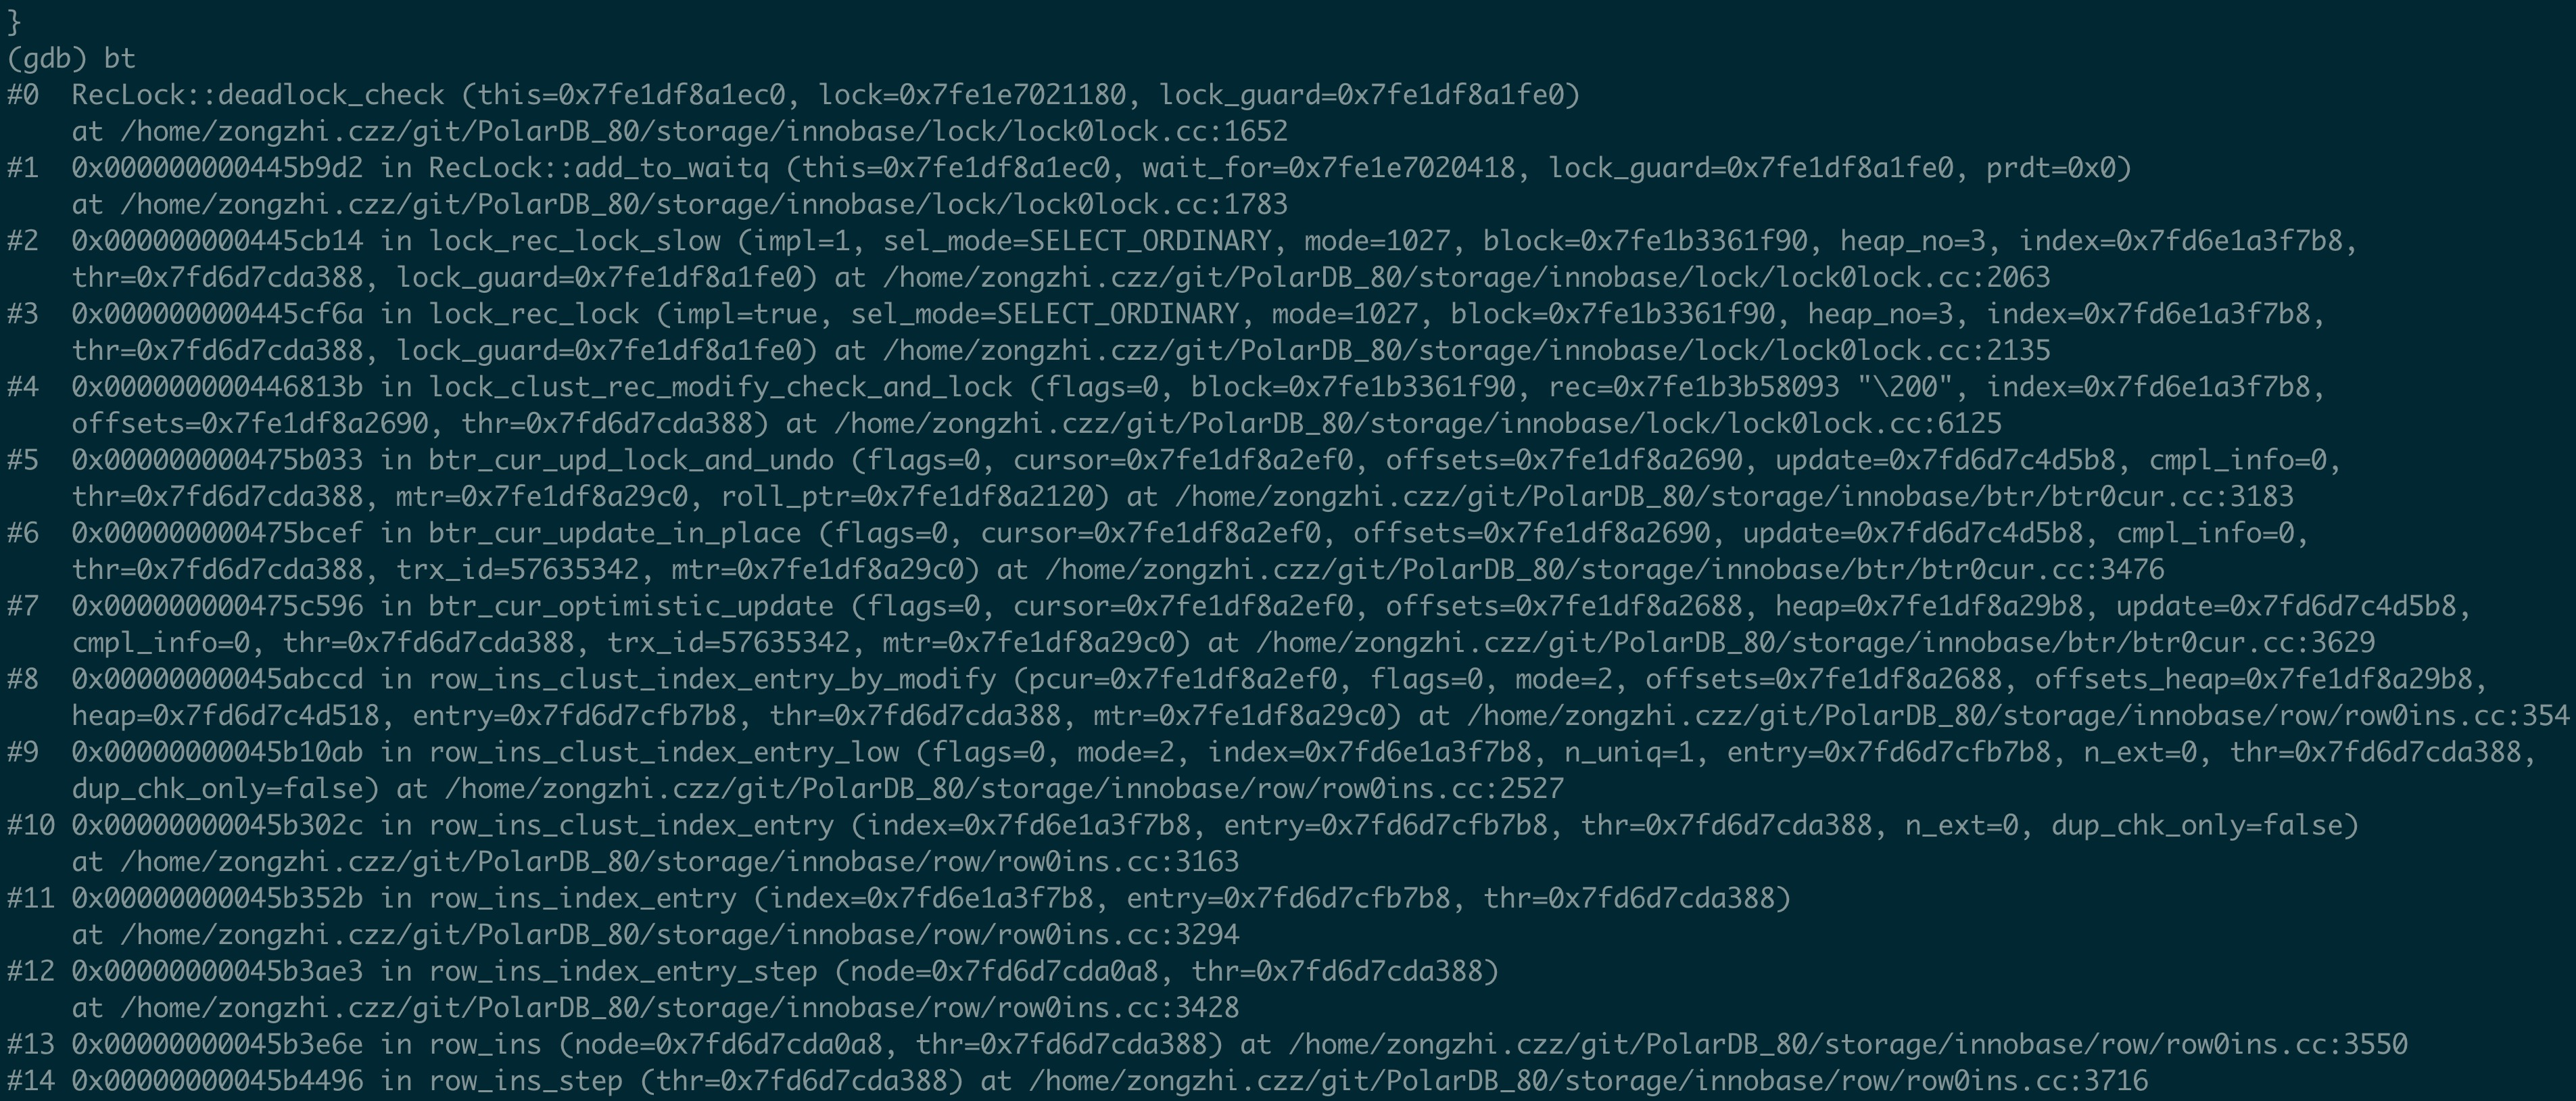 }
(gdb) bt
#0  RecLock::deadlock_check (this=0x7fe1df8a1ec0, lock=0x7fe1e7021180, lock_guard=0x7fe1df8a1fe0)
    at /home/zongzhi.czz/git/PolarDB_80/storage/innobase/lock/lock0lock.cc:1652
#1  0x000000000445b9d2 in RecLock::add_to_waitq (this=0x7fe1df8a1ec0, wait_for=0x7fe1e7020418, lock_guard=0x7fe1df8a1fe0, prdt=0x0)
    at /home/zongzhi.czz/git/PolarDB_80/storage/innobase/lock/lock0lock.cc:1783
#2  0x000000000445cb14 in lock_rec_lock_slow (impl=1, sel_mode=SELECT_ORDINARY, mode=1027, block=0x7fe1b3361f90, heap_no=3, index=0x7fd6e1a3f7b8,
    thr=0x7fd6d7cda388, lock_guard=0x7fe1df8a1fe0) at /home/zongzhi.czz/git/PolarDB_80/storage/innobase/lock/lock0lock.cc:2063
#3  0x000000000445cf6a in lock_rec_lock (impl=true, sel_mode=SELECT_ORDINARY, mode=1027, block=0x7fe1b3361f90, heap_no=3, index=0x7fd6e1a3f7b8,
    thr=0x7fd6d7cda388, lock_guard=0x7fe1df8a1fe0) at /home/zongzhi.czz/git/PolarDB_80/storage/innobase/lock/lock0lock.cc:2135
#4  0x000000000446813b in lock_clust_rec_modify_check_and_lock (flags=0, block=0x7fe1b3361f90, rec=0x7fe1b3b58093 "\200", index=0x7fd6e1a3f7b8,
    offsets=0x7fe1df8a2690, thr=0x7fd6d7cda388) at /home/zongzhi.czz/git/PolarDB_80/storage/innobase/lock/lock0lock.cc:6125
#5  0x000000000475b033 in btr_cur_upd_lock_and_undo (flags=0, cursor=0x7fe1df8a2ef0, offsets=0x7fe1df8a2690, update=0x7fd6d7c4d5b8, cmpl_info=0,
    thr=0x7fd6d7cda388, mtr=0x7fe1df8a29c0, roll_ptr=0x7fe1df8a2120) at /home/zongzhi.czz/git/PolarDB_80/storage/innobase/btr/btr0cur.cc:3183
#6  0x000000000475bcef in btr_cur_update_in_place (flags=0, cursor=0x7fe1df8a2ef0, offsets=0x7fe1df8a2690, update=0x7fd6d7c4d5b8, cmpl_info=0,
    thr=0x7fd6d7cda388, trx_id=57635342, mtr=0x7fe1df8a29c0) at /home/zongzhi.czz/git/PolarDB_80/storage/innobase/btr/btr0cur.cc:3476
#7  0x000000000475c596 in btr_cur_optimistic_update (flags=0, cursor=0x7fe1df8a2ef0, offsets=0x7fe1df8a2688, heap=0x7fe1df8a29b8, update=0x7fd6d7c4d5b8,
    cmpl_info=0, thr=0x7fd6d7cda388, trx_id=57635342, mtr=0x7fe1df8a29c0) at /home/zongzhi.czz/git/PolarDB_80/storage/innobase/btr/btr0cur.cc:3629
#8  0x00000000045abccd in row_ins_clust_index_entry_by_modify (pcur=0x7fe1df8a2ef0, flags=0, mode=2, offsets=0x7fe1df8a2688, offsets_heap=0x7fe1df8a29b8,
    heap=0x7fd6d7c4d518, entry=0x7fd6d7cfb7b8, thr=0x7fd6d7cda388, mtr=0x7fe1df8a29c0) at /home/zongzhi.czz/git/PolarDB_80/storage/innobase/row/row0ins.cc:354
#9  0x00000000045b10ab in row_ins_clust_index_entry_low (flags=0, mode=2, index=0x7fd6e1a3f7b8, n_uniq=1, entry=0x7fd6d7cfb7b8, n_ext=0, thr=0x7fd6d7cda388,
    dup_chk_only=false) at /home/zongzhi.czz/git/PolarDB_80/storage/innobase/row/row0ins.cc:2527
#10 0x00000000045b302c in row_ins_clust_index_entry (index=0x7fd6e1a3f7b8, entry=0x7fd6d7cfb7b8, thr=0x7fd6d7cda388, n_ext=0, dup_chk_only=false)
    at /home/zongzhi.czz/git/PolarDB_80/storage/innobase/row/row0ins.cc:3163
#11 0x00000000045b352b in row_ins_index_entry (index=0x7fd6e1a3f7b8, entry=0x7fd6d7cfb7b8, thr=0x7fd6d7cda388)
    at /home/zongzhi.czz/git/PolarDB_80/storage/innobase/row/row0ins.cc:3294
#12 0x00000000045b3ae3 in row_ins_index_entry_step (node=0x7fd6d7cda0a8, thr=0x7fd6d7cda388)
    at /home/zongzhi.czz/git/PolarDB_80/storage/innobase/row/row0ins.cc:3428
#13 0x00000000045b3e6e in row_ins (node=0x7fd6d7cda0a8, thr=0x7fd6d7cda388) at /home/zongzhi.czz/git/PolarDB_80/storage/innobase/row/row0ins.cc:3550
#14 0x00000000045b4496 in row_ins_step (thr=0x7fd6d7cda388) at /home/zongzhi.czz/git/PolarDB_80/storage/innobase/row/row0ins.cc:3716